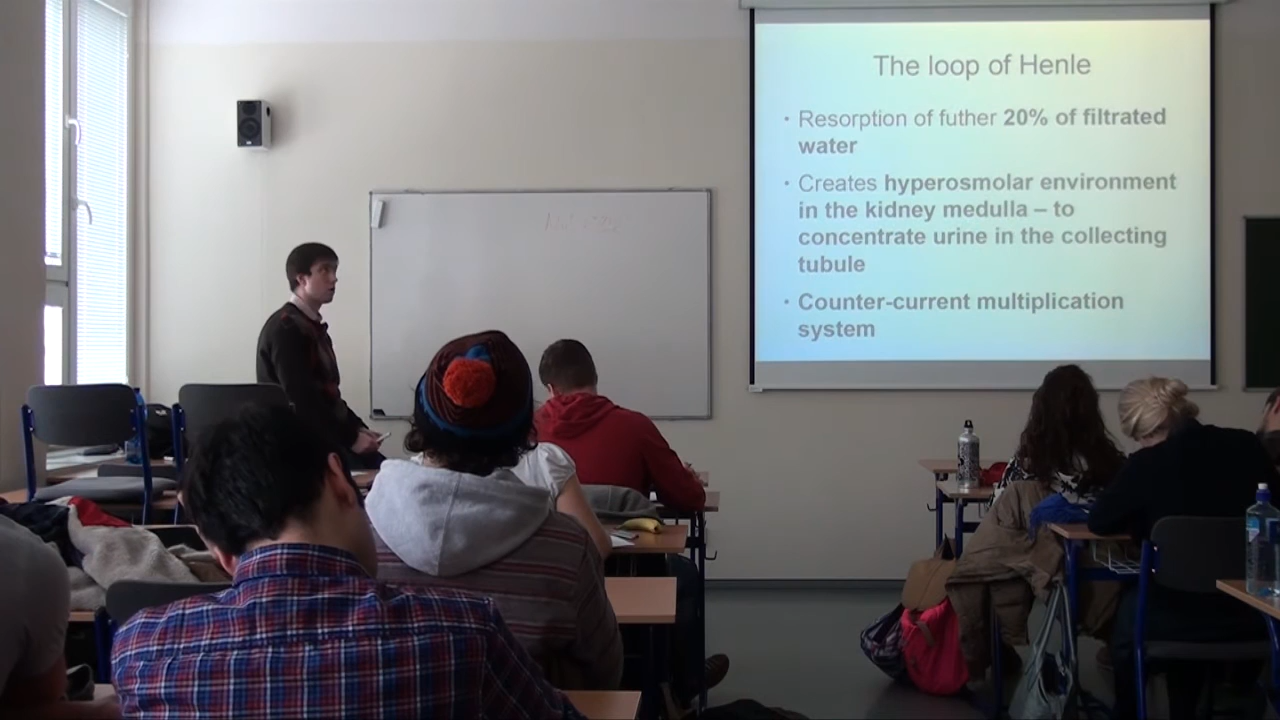 The loop of Henle
· Resorption of futher 20% of filtrated
water
· Creates hyperosmolar environment
in the kidney medulla – to
concentrate urine in the collecting
tubule
· Counter-current multiplication
system